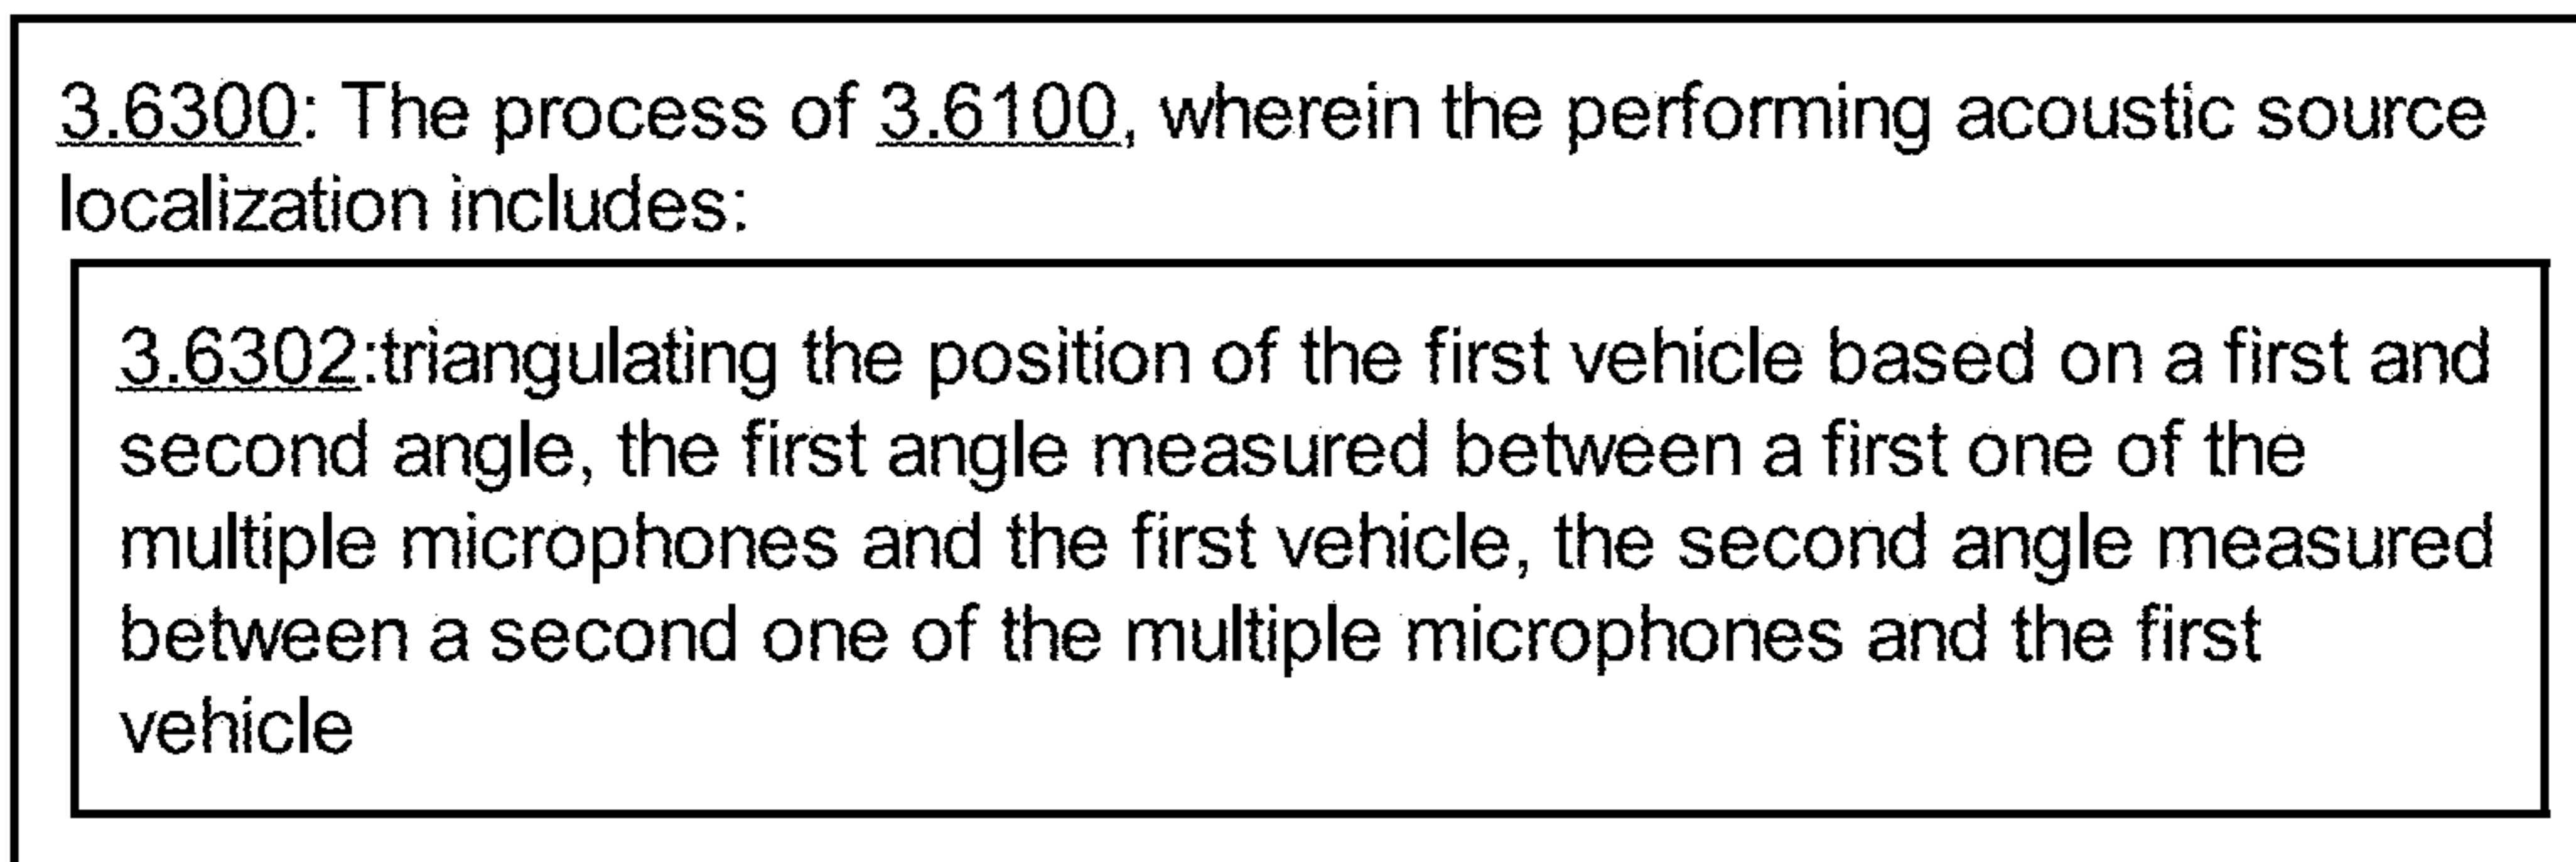 3.6300: The process of 3.6100, wherein the performing acoustic source
localization includes:
3.6302:triangulating the position of the first vehicle based on a first and
second angle, the first angle measured between a first one of the
multiple microphones and the first vehicle, the second angle measured
between a second one of the multiple microphones and the first
vehicle